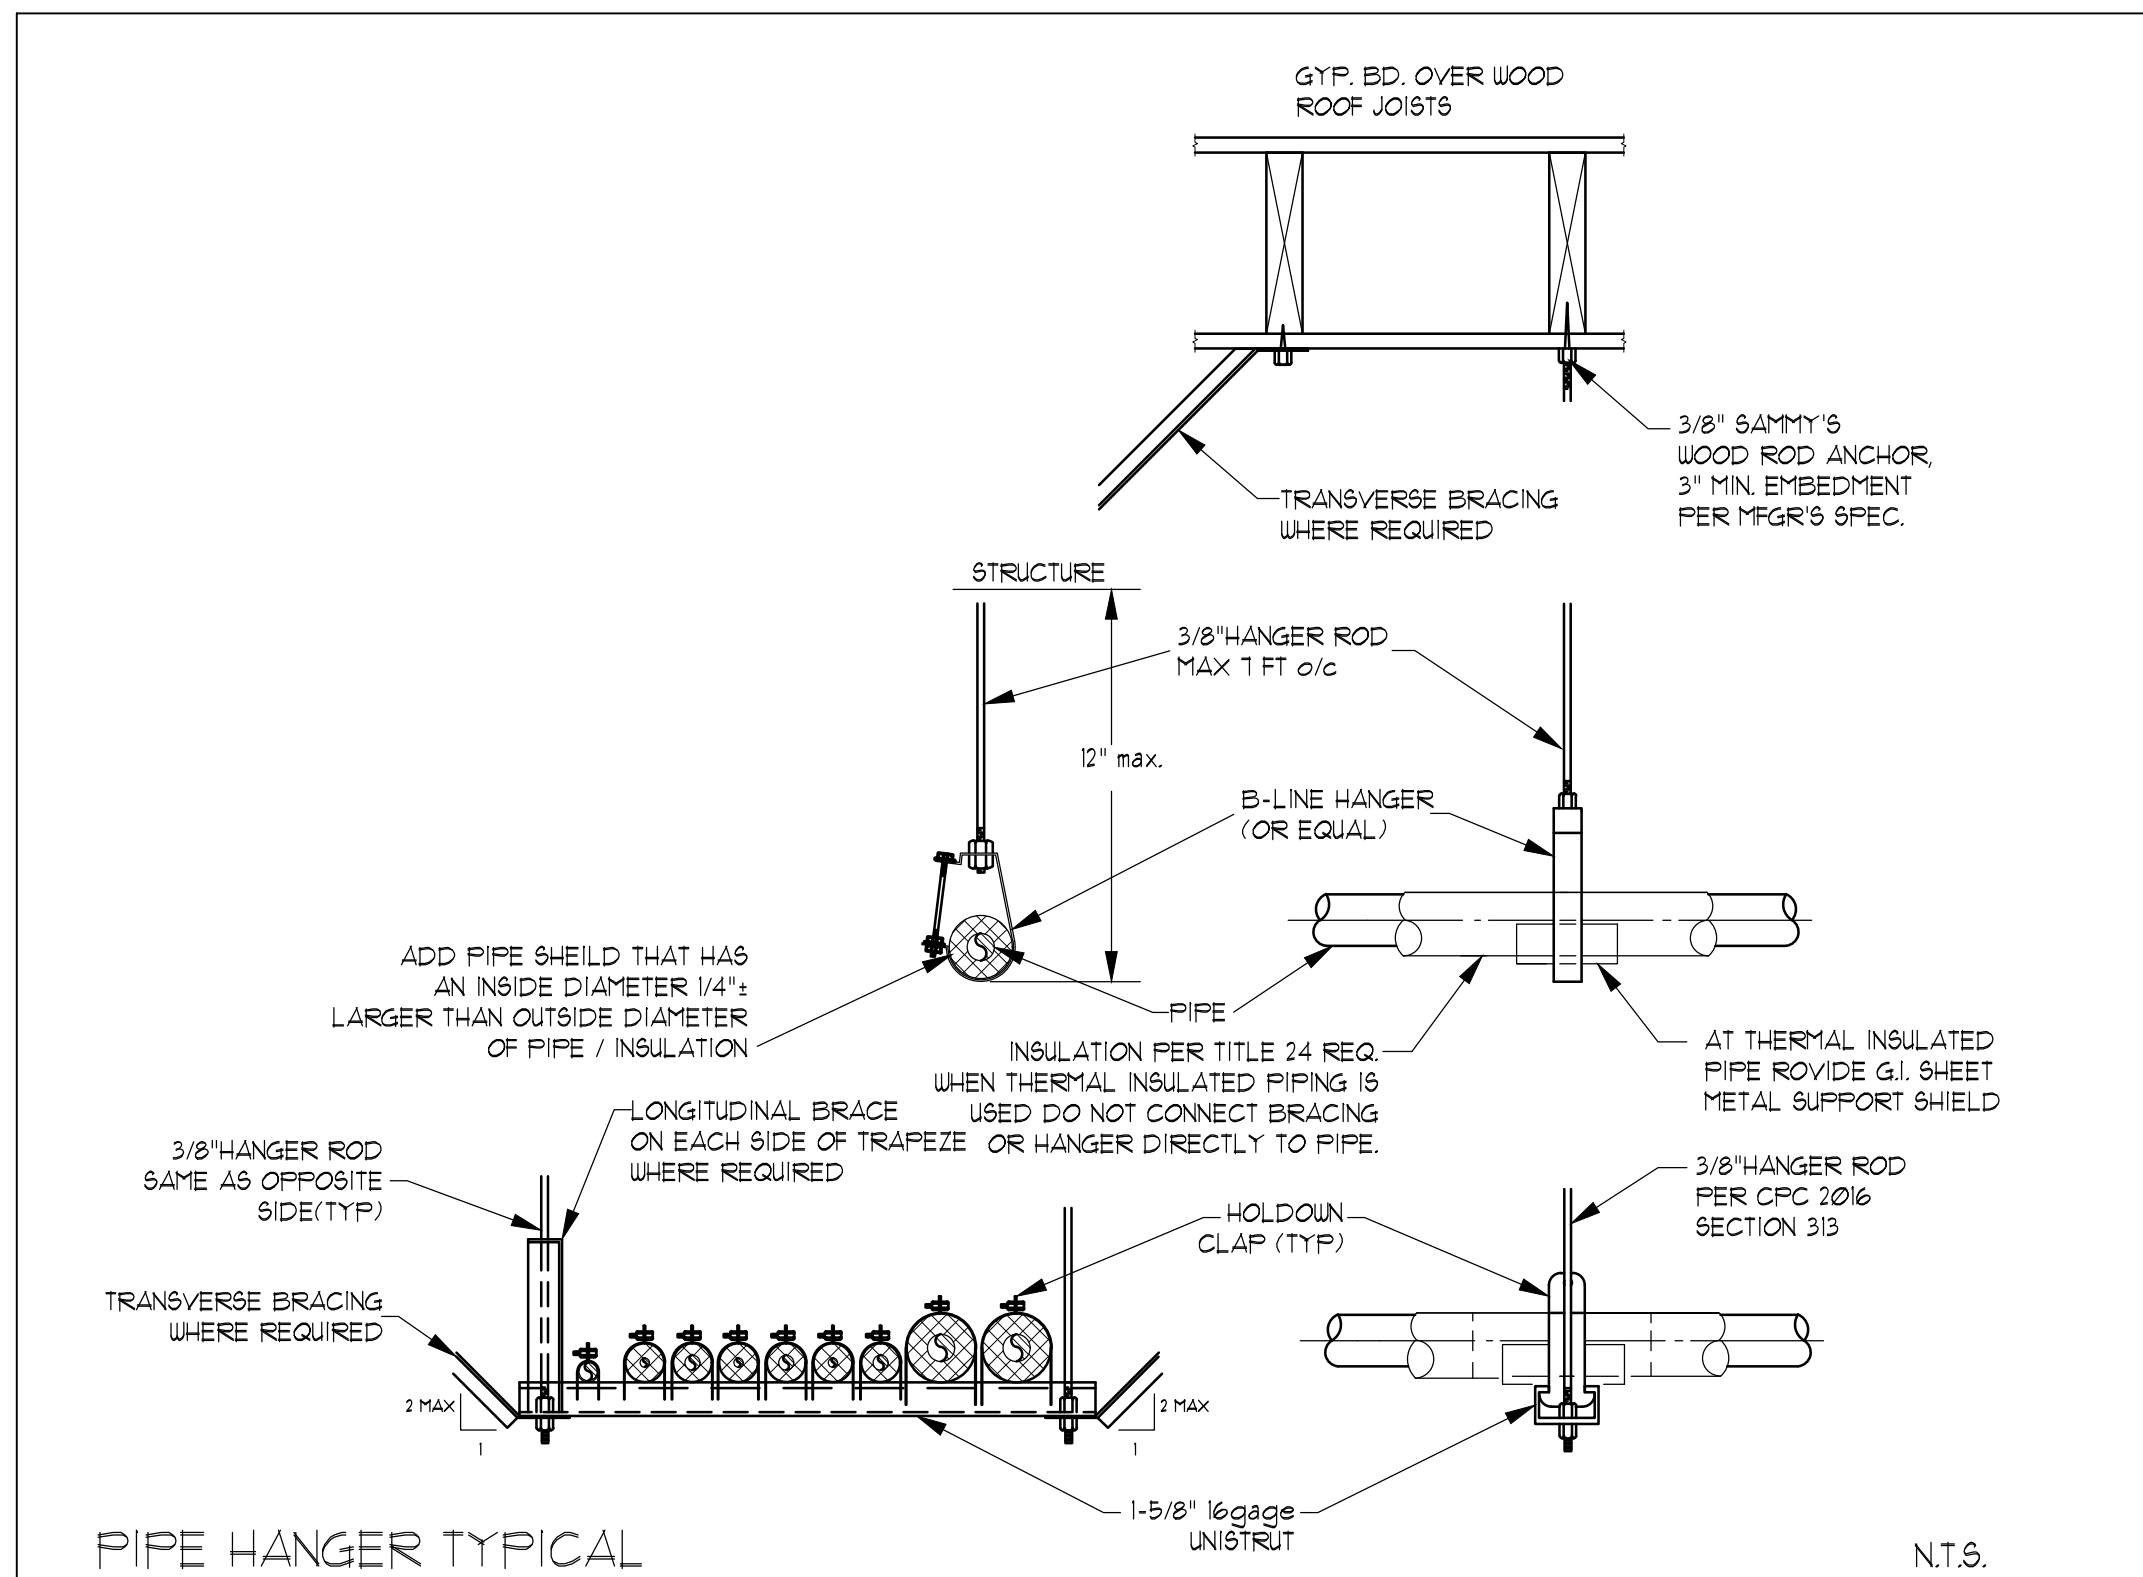 GYP. BD. OVER WOOD
ROOF JOISTS
3/8" SAMMY'S
WOOD ROD ANCHOR,
3" MIN. EMBEDMENT
PER MFGR'S SPEC.
TRANSVERSE BRACING
WHERE REQUIRED
STRUCTURE
3/8"HANGER ROD
MAX 7 FT o/c
12" max.
B-LINE HANGER
(OR EQUAL)
ADD PIPE SHEILD THAT HAS
AN INSIDE DIAMETER 1/4"±
LARGER THAN OUTSIDE DIAMETER
OF PIPE / INSULATION
PIPE
INSULATION PER TITLE 24 REQ.
WHEN THERMAL INSULATED PIPING IS
USED DO NOT CONNECT BRACING
OR HANGER DIRECTLY TO PIPE.
AT THERMAL INSULATED
PIPE ROVIDE G.I. SHEET
METAL SUPPORT SHIELD
LONGITUDINAL BRACE
ON EACH SIDE OF TRAPEZE
WHERE REQUIRED
3/8"HANGER ROD
SAME AS OPPOSITE
SIDE(TYP)
3/8"HANGER ROD
PER CPC 2016
SECTION 313
HOLDOWN
CLAP (TYP)
TRANSVERSE BRACING
WHERE REQUIRED
2 MAX
1
2 MAX
1
1-5/8" 16gage
UNISTRUT
PIPE HANGER TYPICAL
N.T.S.